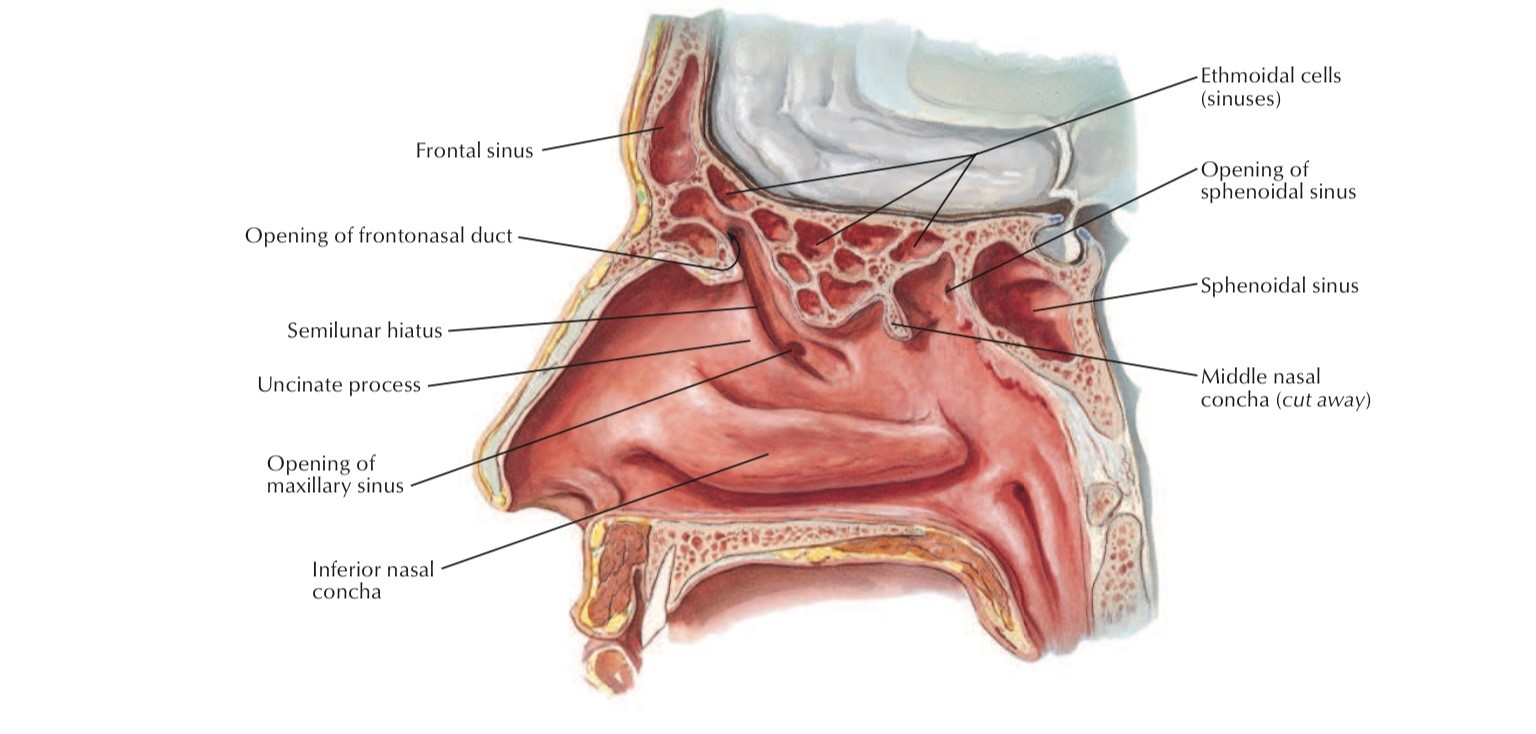 Ethmoidal cells
(sinuses)
Frontal sinus
Opening of
sphenoidal sinus
Opening of frontonasal duct
Sphenoidal sinus
Semilunar hiatus
Uncinate process
Middle nasal
concha (cut away)
Opening of
maxillary sinus
Inferior nasal
concha